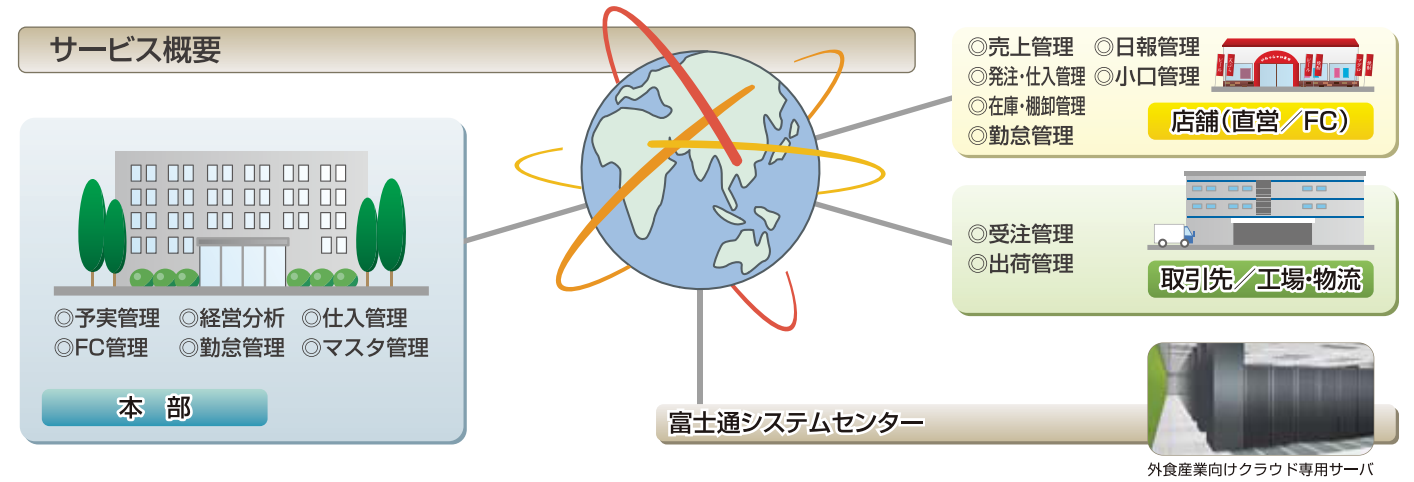 サービス概要
◎予実管理 ◎経営分析 ◎仕入管理
◎FC管理 ◎勤怠管理 ◎マスタ管理
本 部
◎売上管理 ◎日報管理
◎発注・仕入管理 ◎小口管理
◎在庫・棚卸管理
◎勤怠管理
店舗（直営／FC）
◎受注管理
◎出荷管理
取引先／工場・物流
富士通システムセンター
外食産業向けクラウド専用サーバ